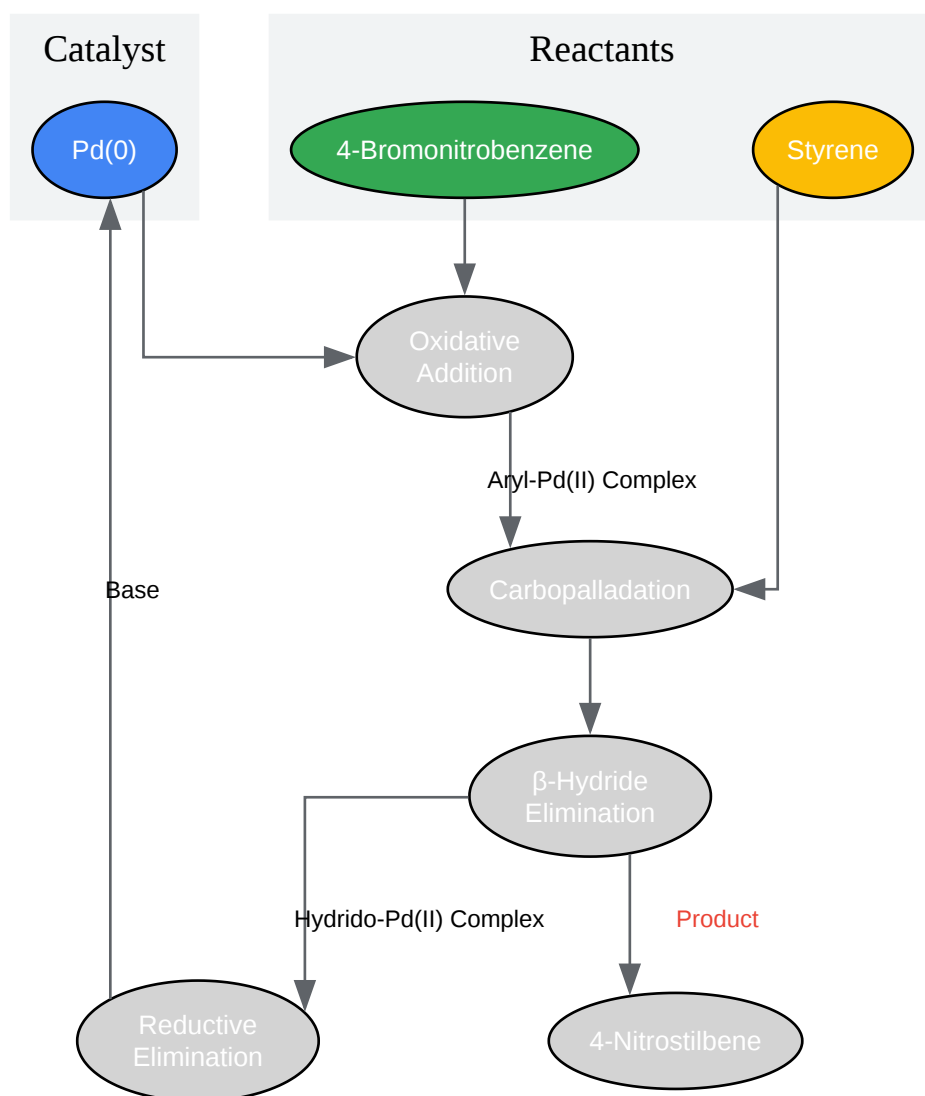 Catalyst
Reactants
Pd(0)
4-Bromonitrobenzene
Styrene
Oxidative
Addition
Aryl-Pd(II) Complex
Carbopalladation
Base
β-Hydride
Elimination
Hydrido-Pd(II) Complex
Product
Reductive
Elimination
4-Nitrostilbene